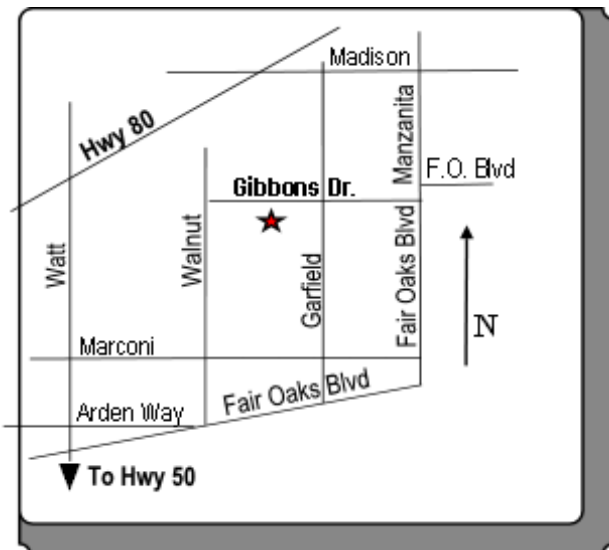 Madison
Hwy 80
Manzanita
F.O. Blvd
Gibbons Dr.
Watt
Walnut
Garfield
Fair Oaks Blvd
N
Marconi
Fair Oaks Blvd
Arden Way
To Hwy 50